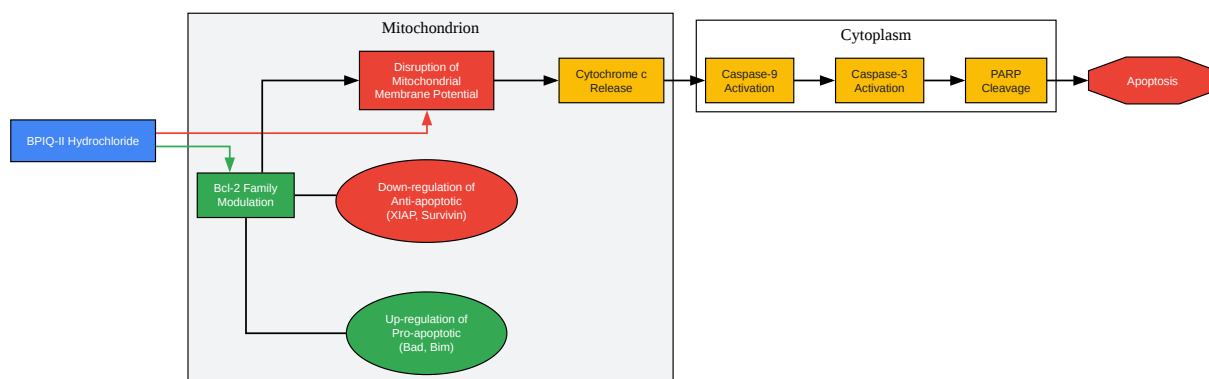 Mitochondrion
Cytoplasm
Disruption of
Mitochondrial
Membrane Potential
Cytochrome c
Release
Caspase-9
Activation
Caspase-3
Activation
PARP
Cleavage
Apoptosis
BPIQ-II Hydrochloride
Bcl-2 Family
Modulation
Down-regulation of
Anti-apoptotic
(XIAP, Survivin)
Up-regulation of
Pro-apoptotic
(Bad, Bim)